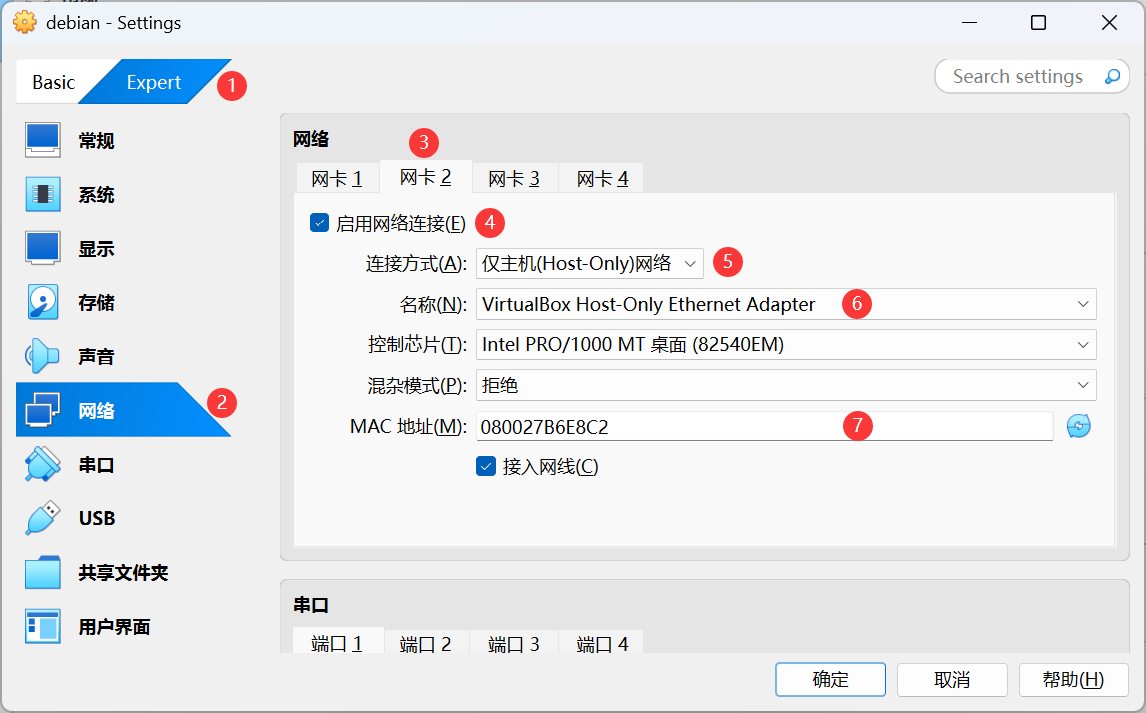 debian - Settings
Basic Expert 1
Search settings
常规
系统
显示
存储
声音
网络 2
串口
USB
共享文件夹
用户界面
网络
3
网卡 1 网卡 2 网卡 3 网卡 4
启用网络连接(E) 4
连接方式(A): 仅主机(Host-Only)网络 5
名称(N): VirtualBox Host-Only Ethernet Adapter 6
控制芯片(T): Intel PRO/1000 MT 桌面 (82540EM)
混杂模式(P): 拒绝
MAC 地址(M): 080027B6E8C2 7
接入网线(C)
串口
端口 1 端口 2 端口 3 端口 4
确定 取消 帮助(H)